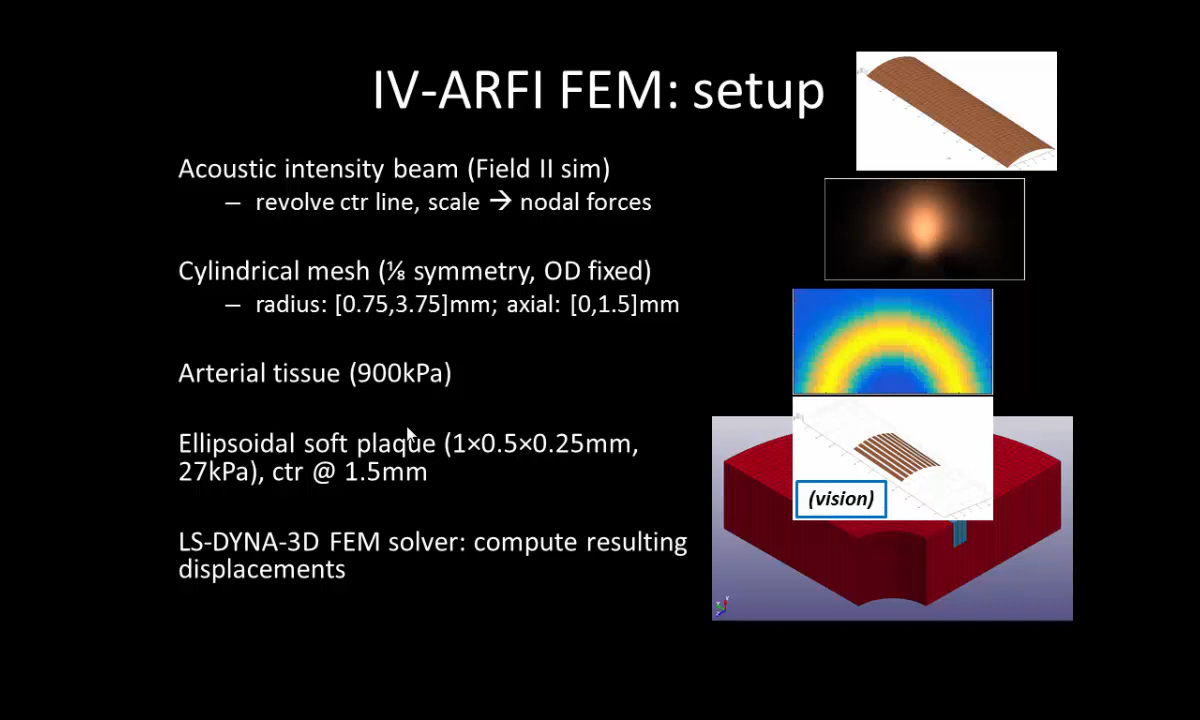 IV-ARFI FEM: setup
Acoustic intensity beam (Field II sim)
– revolve ctr line, scale → nodal forces
Cylindrical mesh (⅛ symmetry, OD fixed)
– radius: [0.75,3.75]mm; axial: [0,1.5]mm
Arterial tissue (900kPa)
Ellipsoidal soft plaque (1×0.5×0.25mm,
27kPa), ctr @ 1.5mm
(vision)
LS-DYNA-3D FEM solver: compute resulting
displacements